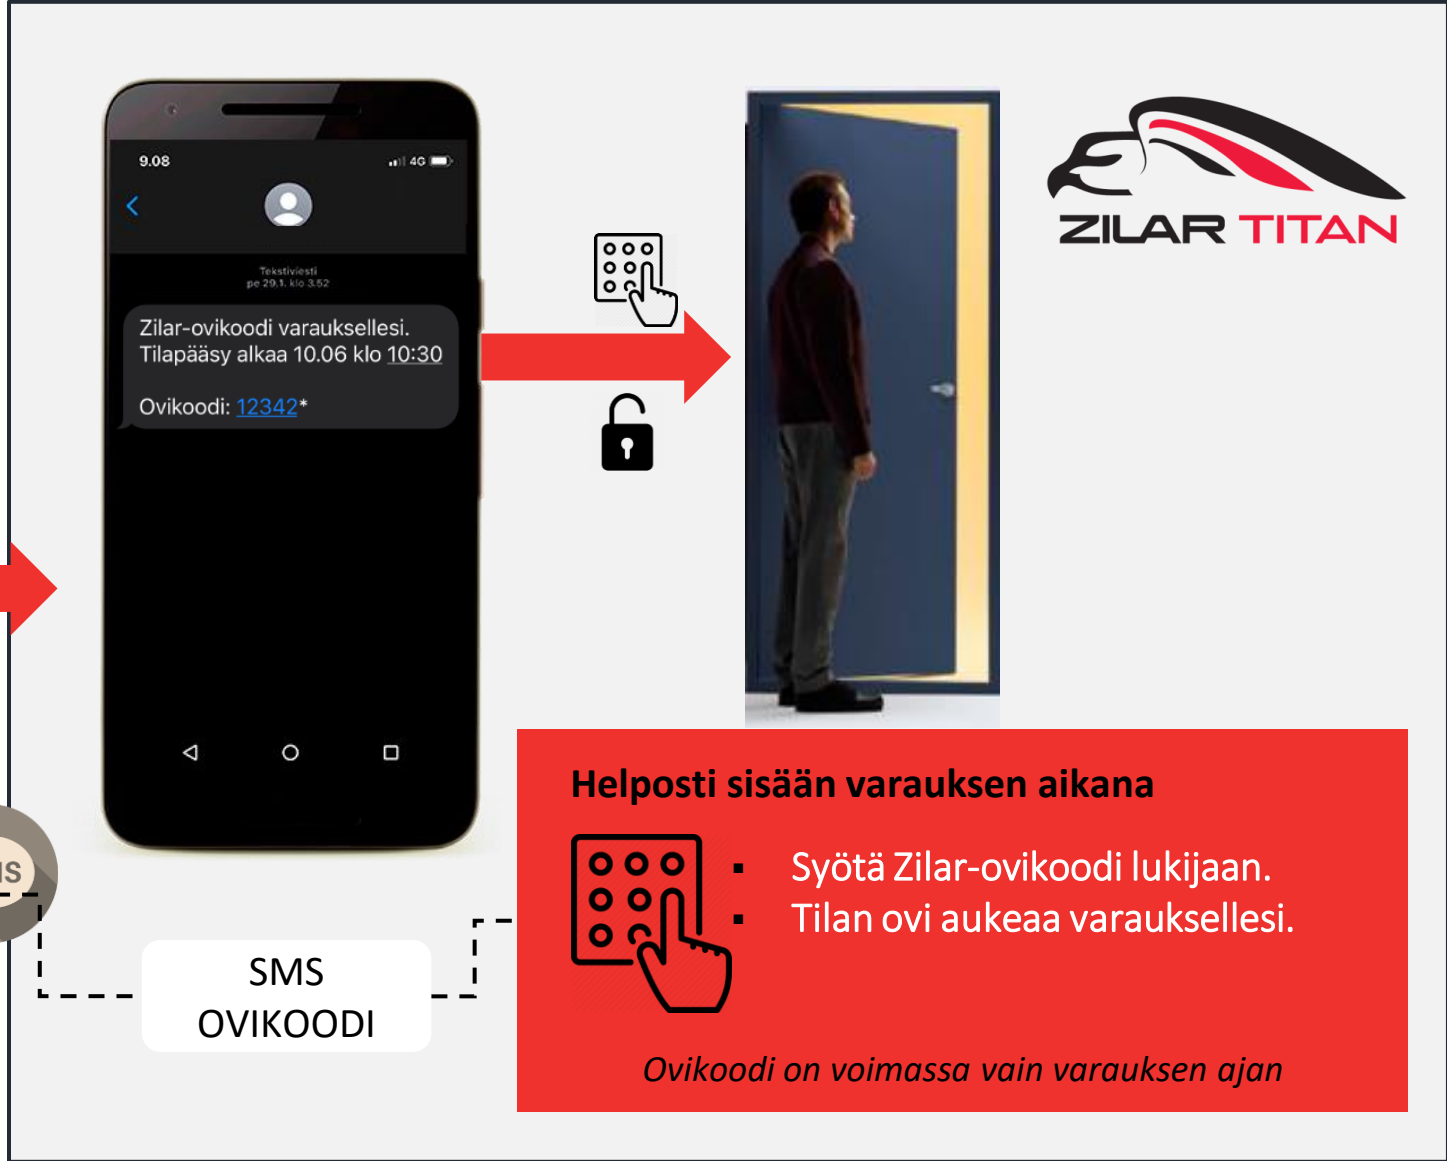 9.08
4G
Tekstiviesti
pe 29.1. klo 3.52
Zilar-ovikoodi varauksellesi.
Tilapääsy alkaa 10.06 klo 10:30
Ovikoodi: 12342*
ZILAR TITAN
Helposti sisään varauksen aikana
▪ Syötä Zilar-ovikoodi lukijaan.
▪ Tilan ovi aukeaa varauksellesi.
Ovikoodi on voimassa vain varauksen ajan
SMS
OVIKOODI